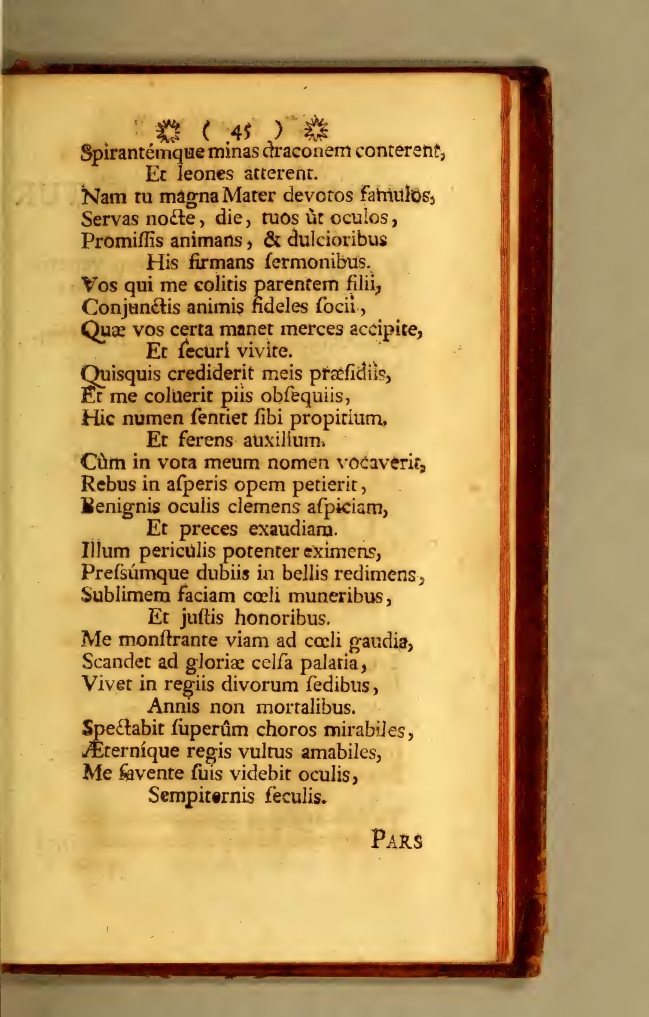 ( 45 )
Spirantémque minas draconem conterent,
Et leones atterent.
Nam tu magna Mater devotos famulos,
Servas nocte, die, tuos ùt oculos,
Promiſſis animans, & dulcioribus
His firmans ſermonibus.
Vos qui me colitis parentem filii,
Conjunctis animis fideles ſocii,
Quæ vos certa manet merces accipite,
Et ſecuri vivite.
Quisquis crediderit meis præſidiis,
Et me coluerit piis obſequiis,
Hic numen ſentiet ſibi propitium,
Et ferens auxilium.
Cùm in vota meum nomen vocaverit,
Rebus in aſperis opem petierit,
Benignis oculis clemens aſpiciam,
Et preces exaudiam.
Illum periculis potenter eximens,
Preſsúmque dubiis in bellis redimens,
Sublimem faciam cœli muneribus,
Et juſtis honoribus.
Me monſtrante viam ad cœli gaudia,
Scandet ad gloriæ celſa palatia,
Vivet in regiis divorum ſedibus,
Annis non mortalibus.
Spectabit ſuperûm choros mirabiles,
Æterníque regis vultus amabiles,
Me favente ſuis videbit oculis,
Sempiternis ſeculis.
PARS